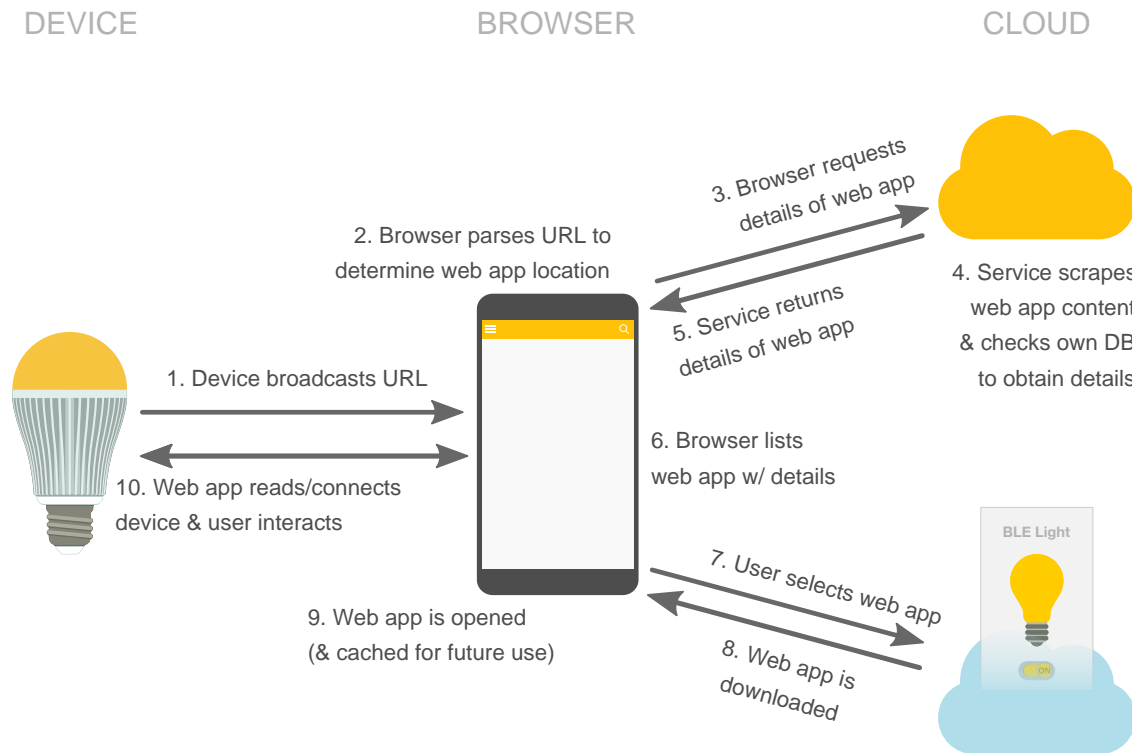 DEVICE
BROWSER
CLOUD
3. Browser requests
details of web app
2. Browser parses URL to
determine web app location
4. Service scrapes
web app content
& checks own DB
to obtain details
5. Service returns
details of web app
1. Device broadcasts URL
6. Browser lists
web app w/ details
10. Web app reads/connects
device & user interacts
BLE Light
7. User selects web app
9. Web app is opened
(& cached for future use)
8. Web app is
downloaded
ON